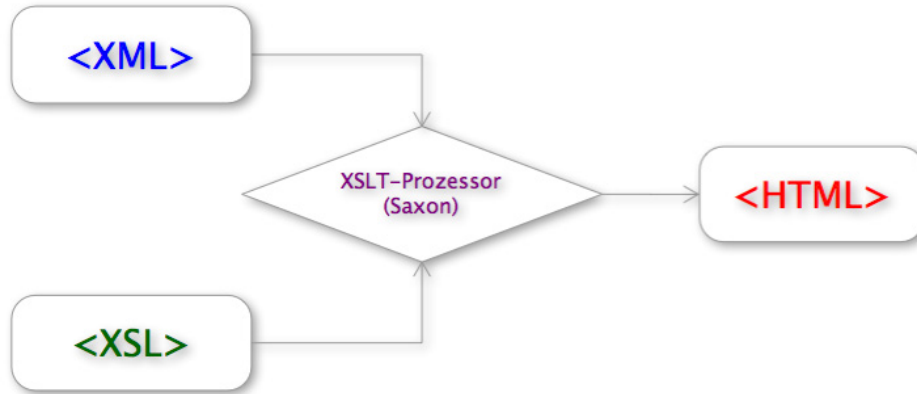 <XML>
XSLT-Prozessor
(Saxon)
<HTML>
<XSL>